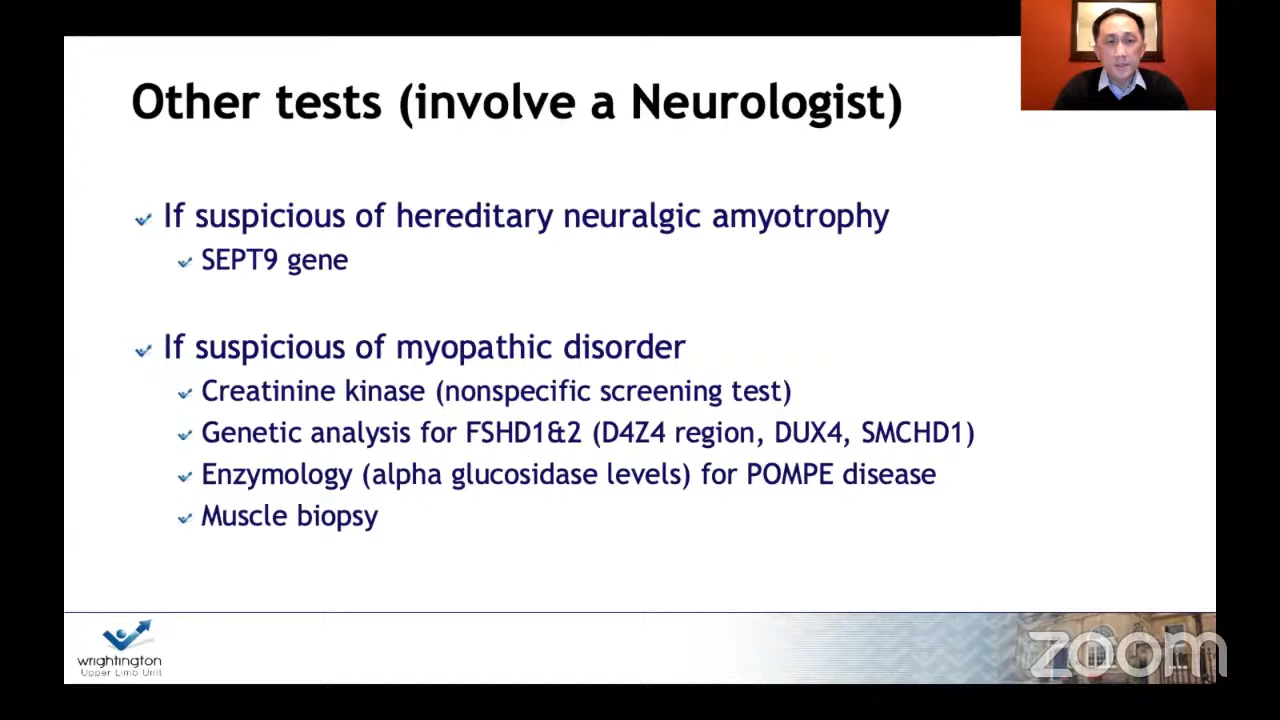 Other tests (involve a Neurologist)
If suspicious of hereditary neuralgic amyotrophy
SEPT9 gene
If suspicious of myopathic disorder
Creatinine kinase (nonspecific screening test)
Genetic analysis for FSHD1&2 (D4Z4 region, DUX4, SMCHD1)
Enzymology (alpha glucosidase levels) for POMPE disease
Muscle biopsy
wrightington
Upper Limb Unit
zoom